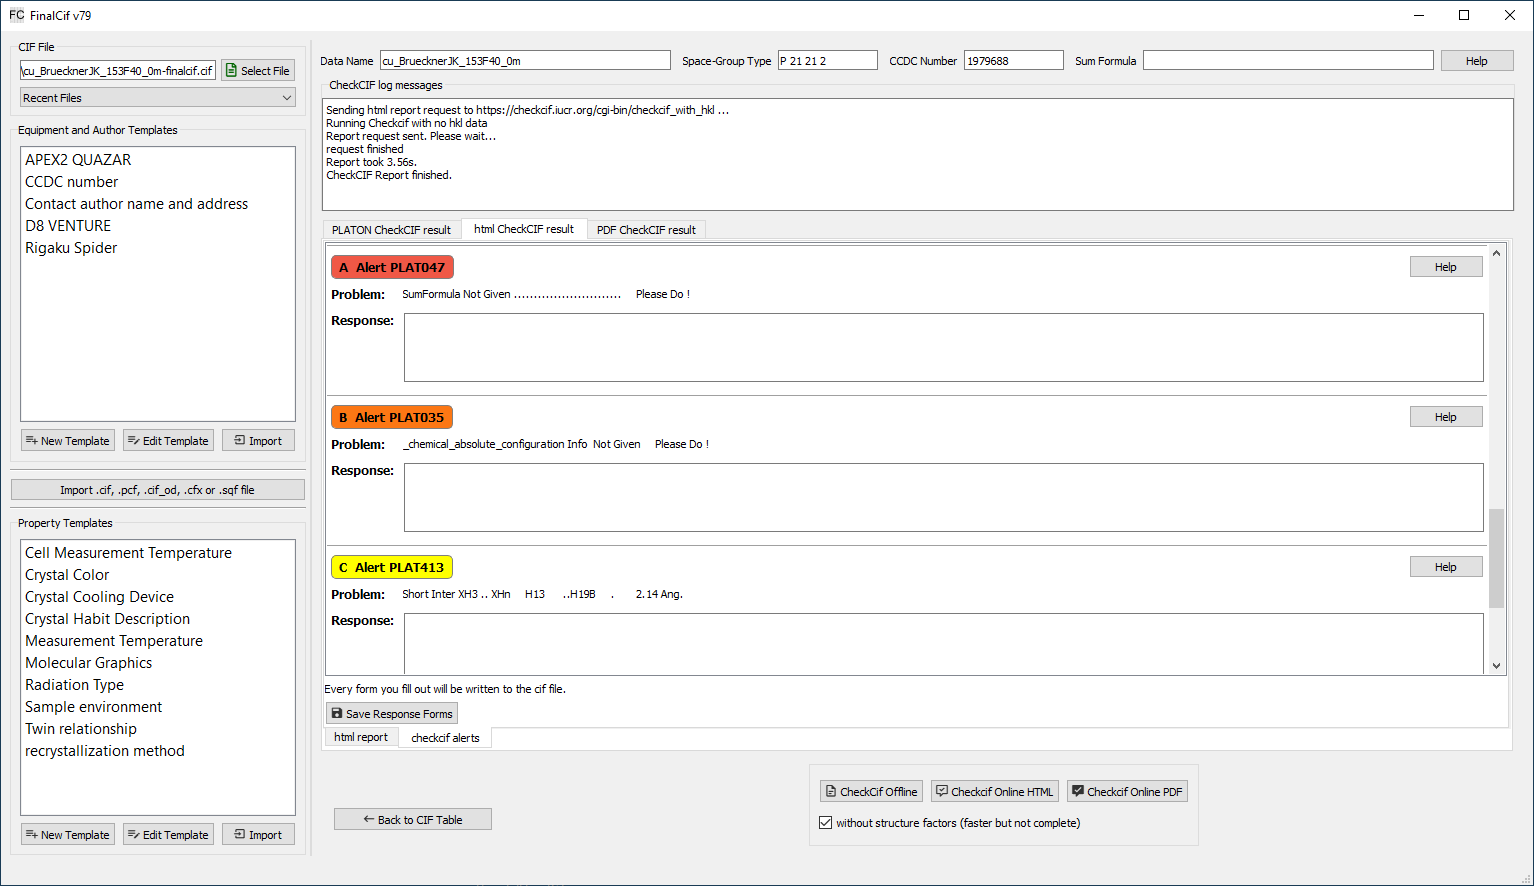 FC FinalCif v79
CIF File
\cu_BruecknerJK_153F40_0m-finalcif.cif Select File
Recent Files
Data Name cu_BruecknerJK_153F40_0m Space-Group Type P 21 21 2 CCDC Number 1979688 Sum Formula Help
CheckCIF log messages
Sending html report request to https://checkcif.iucr.org/cgi-bin/checkcif_with_hkl ...
Running Checkcif with no hkl data
Report request sent. Please wait...
request finished
Report took 3.56s.
CheckCIF Report finished.
Equipment and Author Templates
APEX2 QUAZAR
CCDC number
Contact author name and address
D8 VENTURE
Rigaku Spider
New Template Edit Template Import
Import .cif, .pcf, .cif_od, .cfx or .sqf file
Property Templates
Cell Measurement Temperature
Crystal Color
Crystal Cooling Device
Crystal Habit Description
Measurement Temperature
Molecular Graphics
Radiation Type
Sample environment
Twin relationship
recrystallization method
New Template Edit Template Import
PLATON CheckCIF result html CheckCIF result PDF CheckCIF result
A Alert PLAT047 Help
Problem: SumFormula Not Given ........................... Please Do !
Response:
B Alert PLAT035 Help
Problem: _chemical_absolute_configuration Info Not Given Please Do !
Response:
C Alert PLAT413 Help
Problem: Short Inter XH3 .. XHn H13 ..H19B . 2.14 Ang.
Response:
Every form you fill out will be written to the cif file.
Save Response Forms
html report checkcif alerts
CheckCif Offline Checkcif Online HTML Checkcif Online PDF
← Back to CIF Table
without structure factors (faster but not complete)